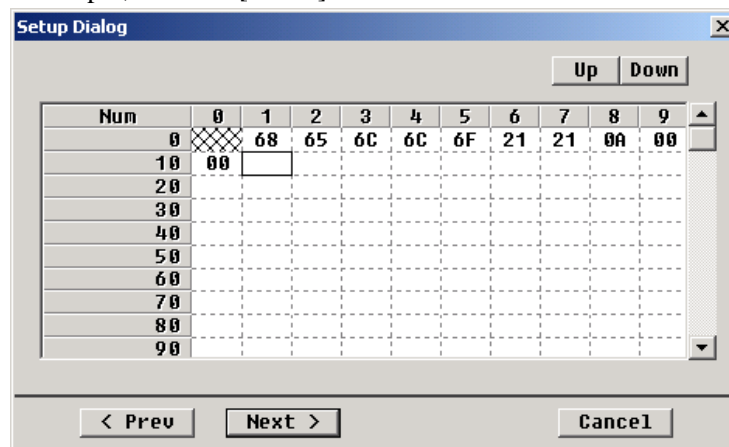 Setup Dialog
Up Down
Num 0 1 2 3 4 5 6 7 8 9
0 68 65 6C 6C 6F 21 21 0A 00
10 00
20
30
40
50
60
70
80
90
< Prev Next > Cancel